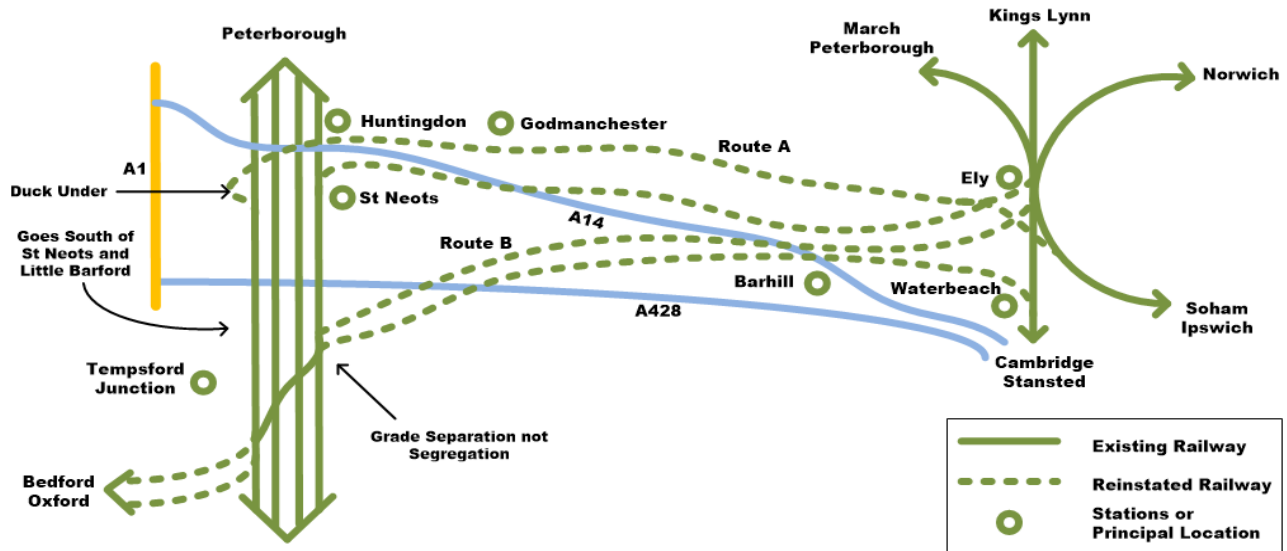 Kings Lynn
March
Peterborough
Peterborough
Norwich
Huntingdon
Godmanchester
Route A
A1
Duck Under
Ely
St Neots
A14
Goes South of
St Neots and
Little Barford
Route B
Barhill
Waterbeach
A428
Soham
Ipswich
Tempsford
Junction
Cambridge
Stansted
Grade Separation not
Segregation
Bedford
Oxford
Existing Railway
Reinstated Railway
Stations or
Principal Location